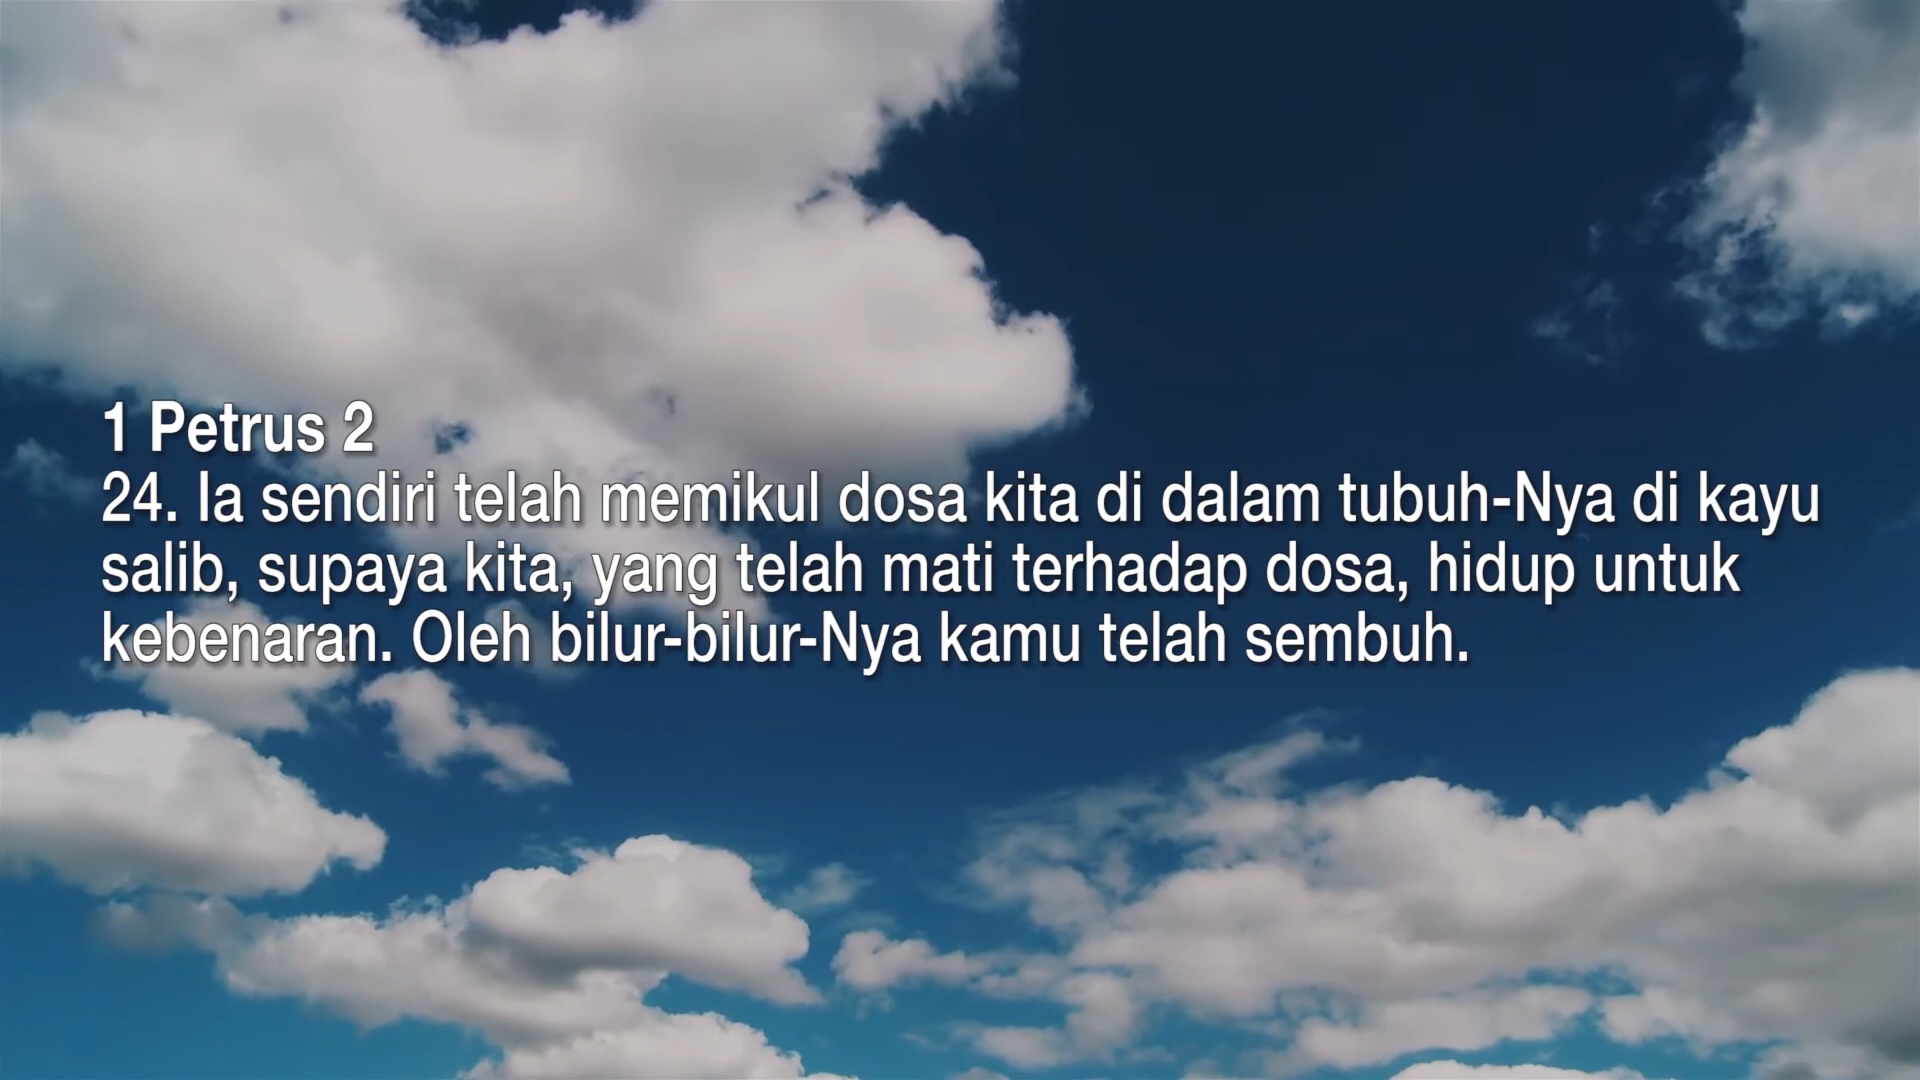 1 Petrus 2
24. Ia sendiri telah memikul dosa kita di dalam tubuh-Nya di kayu
salib, supaya kita, yang telah mati terhadap dosa, hidup untuk
kebenaran. Oleh bilur-bilur-Nya kamu telah sembuh.